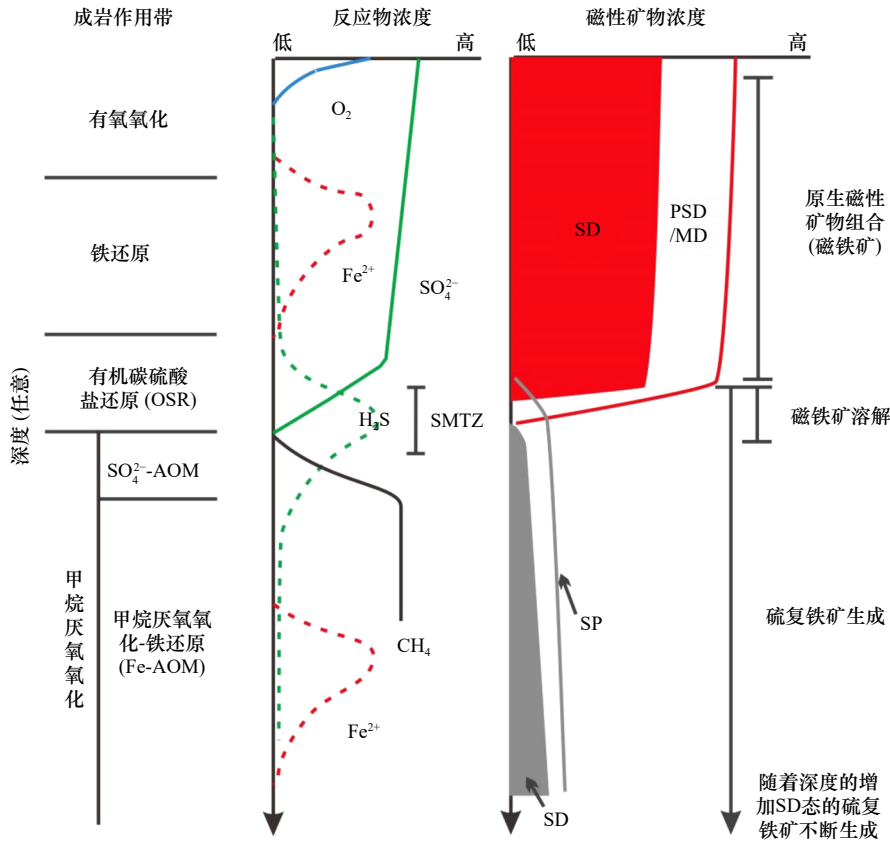 成岩作用带
反应物浓度
磁性矿物浓度
低
高
低
高
有氧氧化
铁还原
有机碳硫酸
盐还原 (OSR)
SO₄²⁻-AOM
甲烷厌氧氧化
甲烷厌氧氧
化-铁还原
(Fe-AOM)
深度 (任意)
O₂
Fe²⁺
SO₄²⁻
H₂S
SMTZ
CH₄
Fe²⁺
SD
PSD
/MD
SP
SD
原生磁性
矿物组合
(磁铁矿)
磁铁矿溶解
硫复铁矿生成
随着深度的增
加SD态的硫复
铁矿不断生成